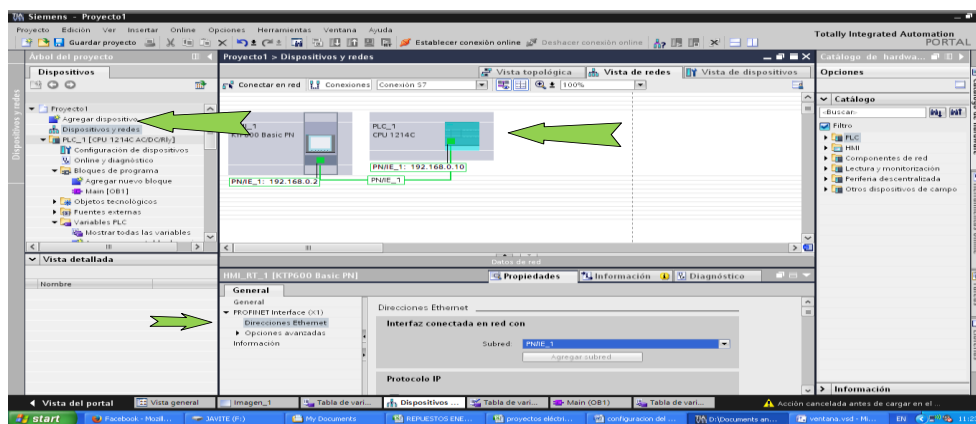 Siemens - Proyecto1
Proyecto Edición Ver Insertar Online Opciones Herramientas Ventana Ayuda
Totally Integrated Automation
PORTAL
Guardar proyecto
Establecer conexión online
Deshacer conexión online
Árbol del proyecto
Proyecto1 > Dispositivos y redes
Catálogo de hardwa...
Dispositivos
Vista topológica
Vista de redes
Vista de dispositivos
Opciones
Conectar en red
Conexiones
Conexión S7
100%
Catálogo
<Buscar>
Filtro
PLC
HMI
Componentes de red
Lectura y monitorización
Periferia descentralizada
Otros dispositivos de campo
Proyecto1
Agregar dispositivo
Dispositivos y redes
PLC_1 [CPU 1214C AC/DC/Rly]
Configuración de dispositivos
Online y diagnóstico
Bloques de programa
Agregar nuevo bloque
Main [OB1]
Objetos tecnológicos
Fuentes externas
Variables PLC
Mostrar todas las variables
KTP600 Basic PN
PLC_1
CPU 1214C
PN/IE_1: 192.168.0.10
PN/IE_1: 192.168.0.2
PN/IE_1
Datos de red
Vista detallada
Nombre
HMI_RT_1 [KTP600 Basic PN]
Propiedades
Información
Diagnóstico
General
General
PROFINET Interface (X1)
Direcciones Ethernet
Opciones avanzadas
Información
Direcciones Ethernet
Interfaz conectada en red con
Subred: PN/IE_1
Agregar subred
Protocolo IP
Información
Vista del portal
Vista general
Imagen_1
Tabla de vari...
Dispositivos ...
Tabla de vari...
Main (OB1)
Tabla de vari...
Acción cancelada antes de cargar en el ...
start
Facebook - Mozill...
JAVITE (F:)
My Documents
REPUESTOS ENE...
proyectos eléctri...
configuracion del ...
D:\Documents an...
ventana.vsd - Mi...
EN